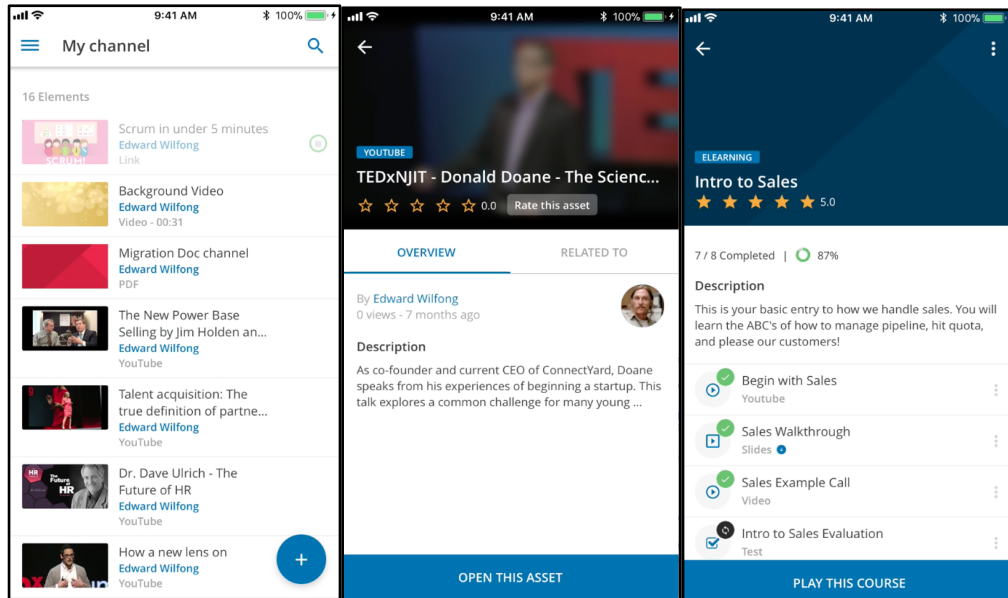 9:41 AM
100%
My channel
16 Elements
SCRUM!
Scrum in under 5 minutes
Edward Wilfong
Link
Background Video
Edward Wilfong
Video - 00:31
Migration Doc channel
Edward Wilfong
PDF
The New Power Base
Selling by Jim Holden an...
Edward Wilfong
YouTube
Talent acquisition: The
true definition of partne...
Edward Wilfong
YouTube
HR
The
Future
of
HR
Dr. Dave Ulrich - The
Future of HR
Edward Wilfong
YouTube
How a new lens on
Edward Wilfong
YouTube
+
9:41 AM
100%
YOUTUBE
TEDxNJIT - Donald Doane - The Scienc...
0.0
Rate this asset
OVERVIEW
RELATED TO
By Edward Wilfong
0 views - 7 months ago
Description
As co-founder and current CEO of ConnectYard, Doane
speaks from his experiences of beginning a startup. This
talk explores a common challenge for many young ...
OPEN THIS ASSET
9:41 AM
100%
ELEARNING
Intro to Sales
5.0
7 / 8 Completed | 87%
Description
This is your basic entry to how we handle sales. You will
learn the ABC's of how to manage pipeline, hit quota,
and please our customers!
Begin with Sales
Youtube
Sales Walkthrough
Slides
Sales Example Call
Video
Intro to Sales Evaluation
Test
PLAY THIS COURSE